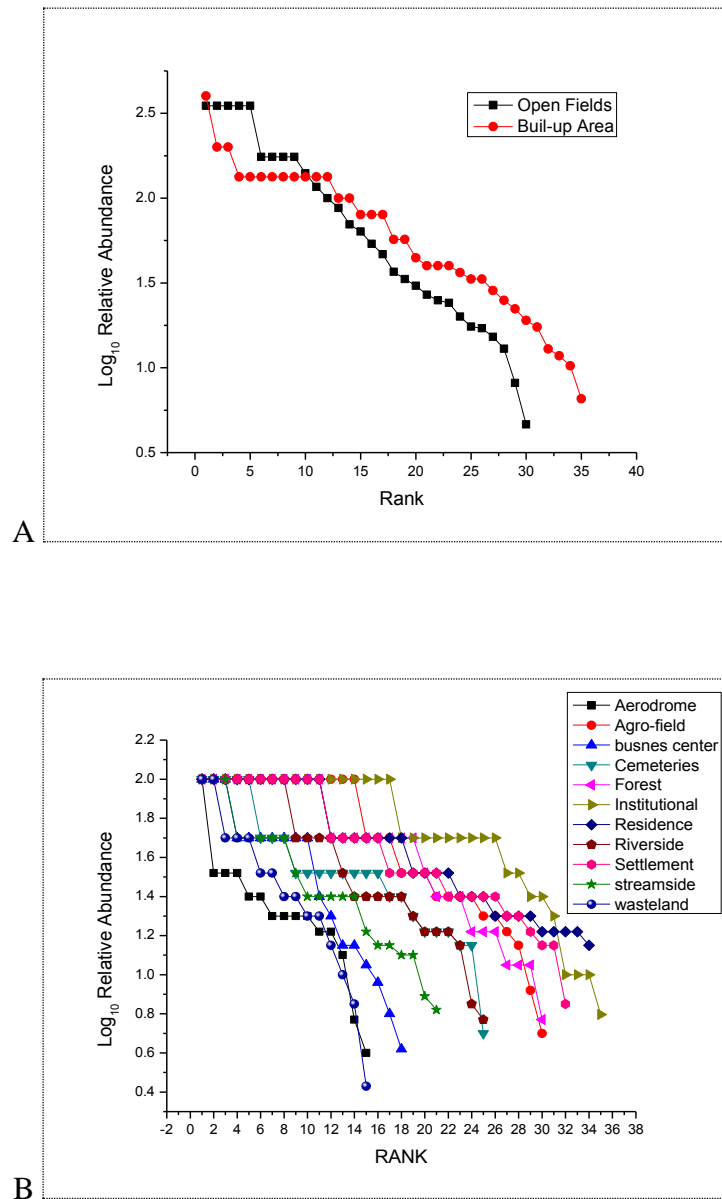 2.5
2.0
1.5
1.0
0.5
Log10 Relative Abundance
Open Fields
Buil-up Area
0 5 10 15 20 25 30 35 40
Rank
A
2.2
2.0
1.8
1.6
1.4
1.2
1.0
0.8
0.6
0.4
Log10 Relative Abundance
Aerodrome
Agro-field
busnes center
Cemeteries
Forest
Institutional
Residence
Riverside
Settlement
streamside
wasteland
-2 0 2 4 6 8 10 12 14 16 18 20 22 24 26 28 30 32 34 36 38
RANK
B